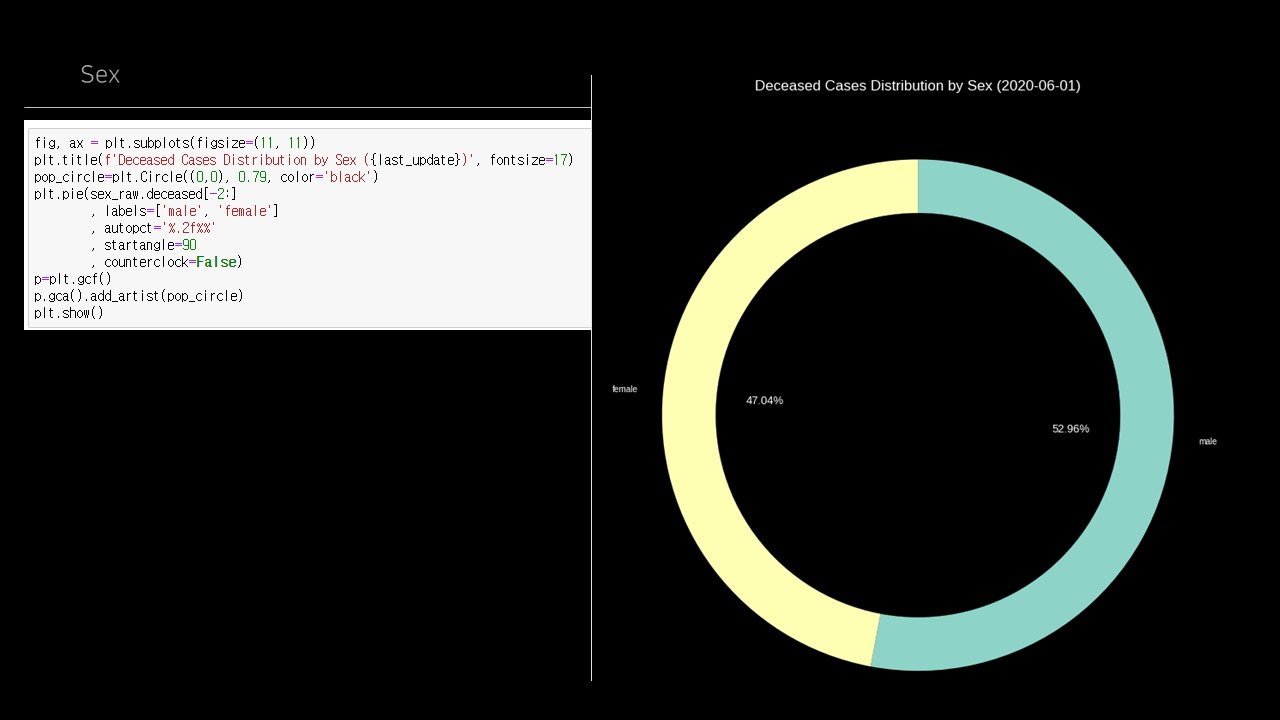 Sex
fig, ax = plt.subplots(figsize=(11, 11))
plt.title(f'Deceased Cases Distribution by Sex ({last_update})', fontsize=17)
pop_circle=plt.Circle((0,0), 0.79, color='black')
plt.pie(sex_raw.deceased[-2:]
, labels=['male', 'female']
, autopct='%.2f%%'
, startangle=90
, counterclock=False)
p=plt.gcf()
p.gca().add_artist(pop_circle)
plt.show()
Deceased Cases Distribution by Sex (2020-06-01)
female
47.04%
52.96%
male